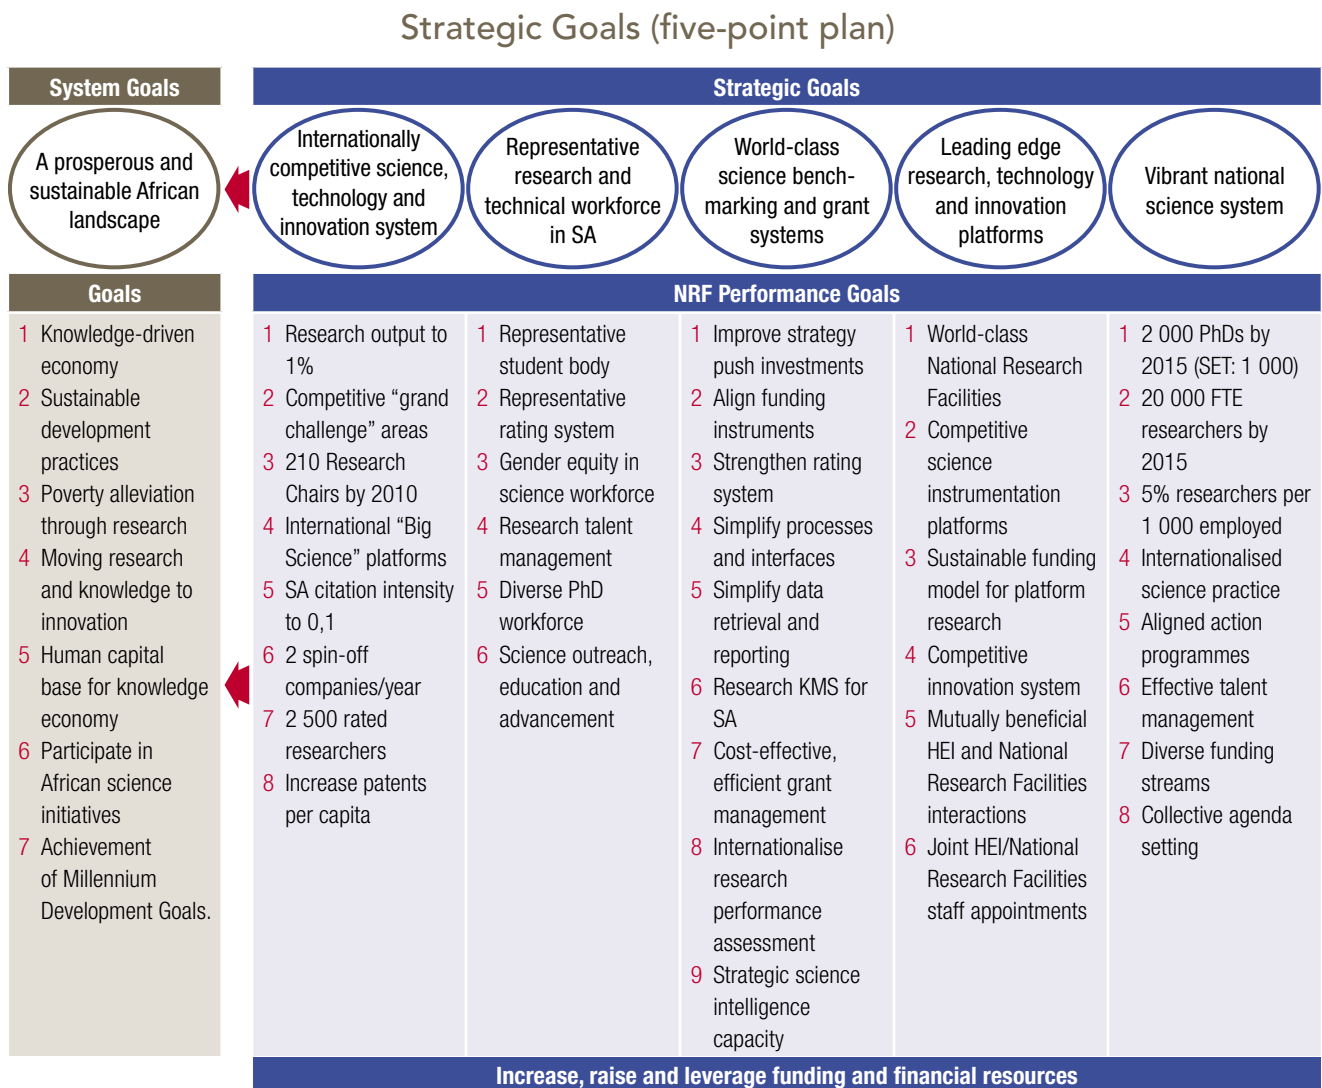 Strategic Goals (five-point plan)
System Goals
A prosperous and
sustainable African
landscape
Goals
1 Knowledge-driven
economy
2 Sustainable
development
practices
3 Poverty alleviation
through research
4 Moving research
and knowledge to
innovation
5 Human capital
base for knowledge
economy
6 Participate in
African science
initiatives
7 Achievement
of Millennium
Development Goals.
Strategic Goals
Internationally
competitive science,
technology and
innovation system
Representative
research and
technical workforce
in SA
World-class
science bench-
marking and grant
systems
Leading edge
research, technology
and innovation
platforms
Vibrant national
science system
NRF Performance Goals
1 Research output to
1%
2 Competitive “grand
challenge” areas
3 210 Research
Chairs by 2010
4 International “Big
Science” platforms
5 SA citation intensity
to 0,1
6 2 spin-off
companies/year
7 2 500 rated
researchers
8 Increase patents
per capita
1 Representative
student body
2 Representative
rating system
3 Gender equity in
science workforce
4 Research talent
management
5 Diverse PhD
workforce
6 Science outreach,
education and
advancement
1 Improve strategy
push investments
2 Align funding
instruments
3 Strengthen rating
system
4 Simplify processes
and interfaces
5 Simplify data
retrieval and
reporting
6 Research KMS for
SA
7 Cost-effective,
efficient grant
management
8 Internationalise
research
performance
assessment
9 Strategic science
intelligence
capacity
1 World-class
National Research
Facilities
2 Competitive
science
instrumentation
platforms
3 Sustainable funding
model for platform
research
4 Competitive
innovation system
5 Mutually beneficial
HEI and National
Research Facilities
interactions
6 Joint HEI/National
Research Facilities
staff appointments
1 2 000 PhDs by
2015 (SET: 1 000)
2 20 000 FTE
researchers by
2015
3 5% researchers per
1 000 employed
4 Internationalised
science practice
5 Aligned action
programmes
6 Effective talent
management
7 Diverse funding
streams
8 Collective agenda
setting
Increase, raise and leverage funding and financial resources